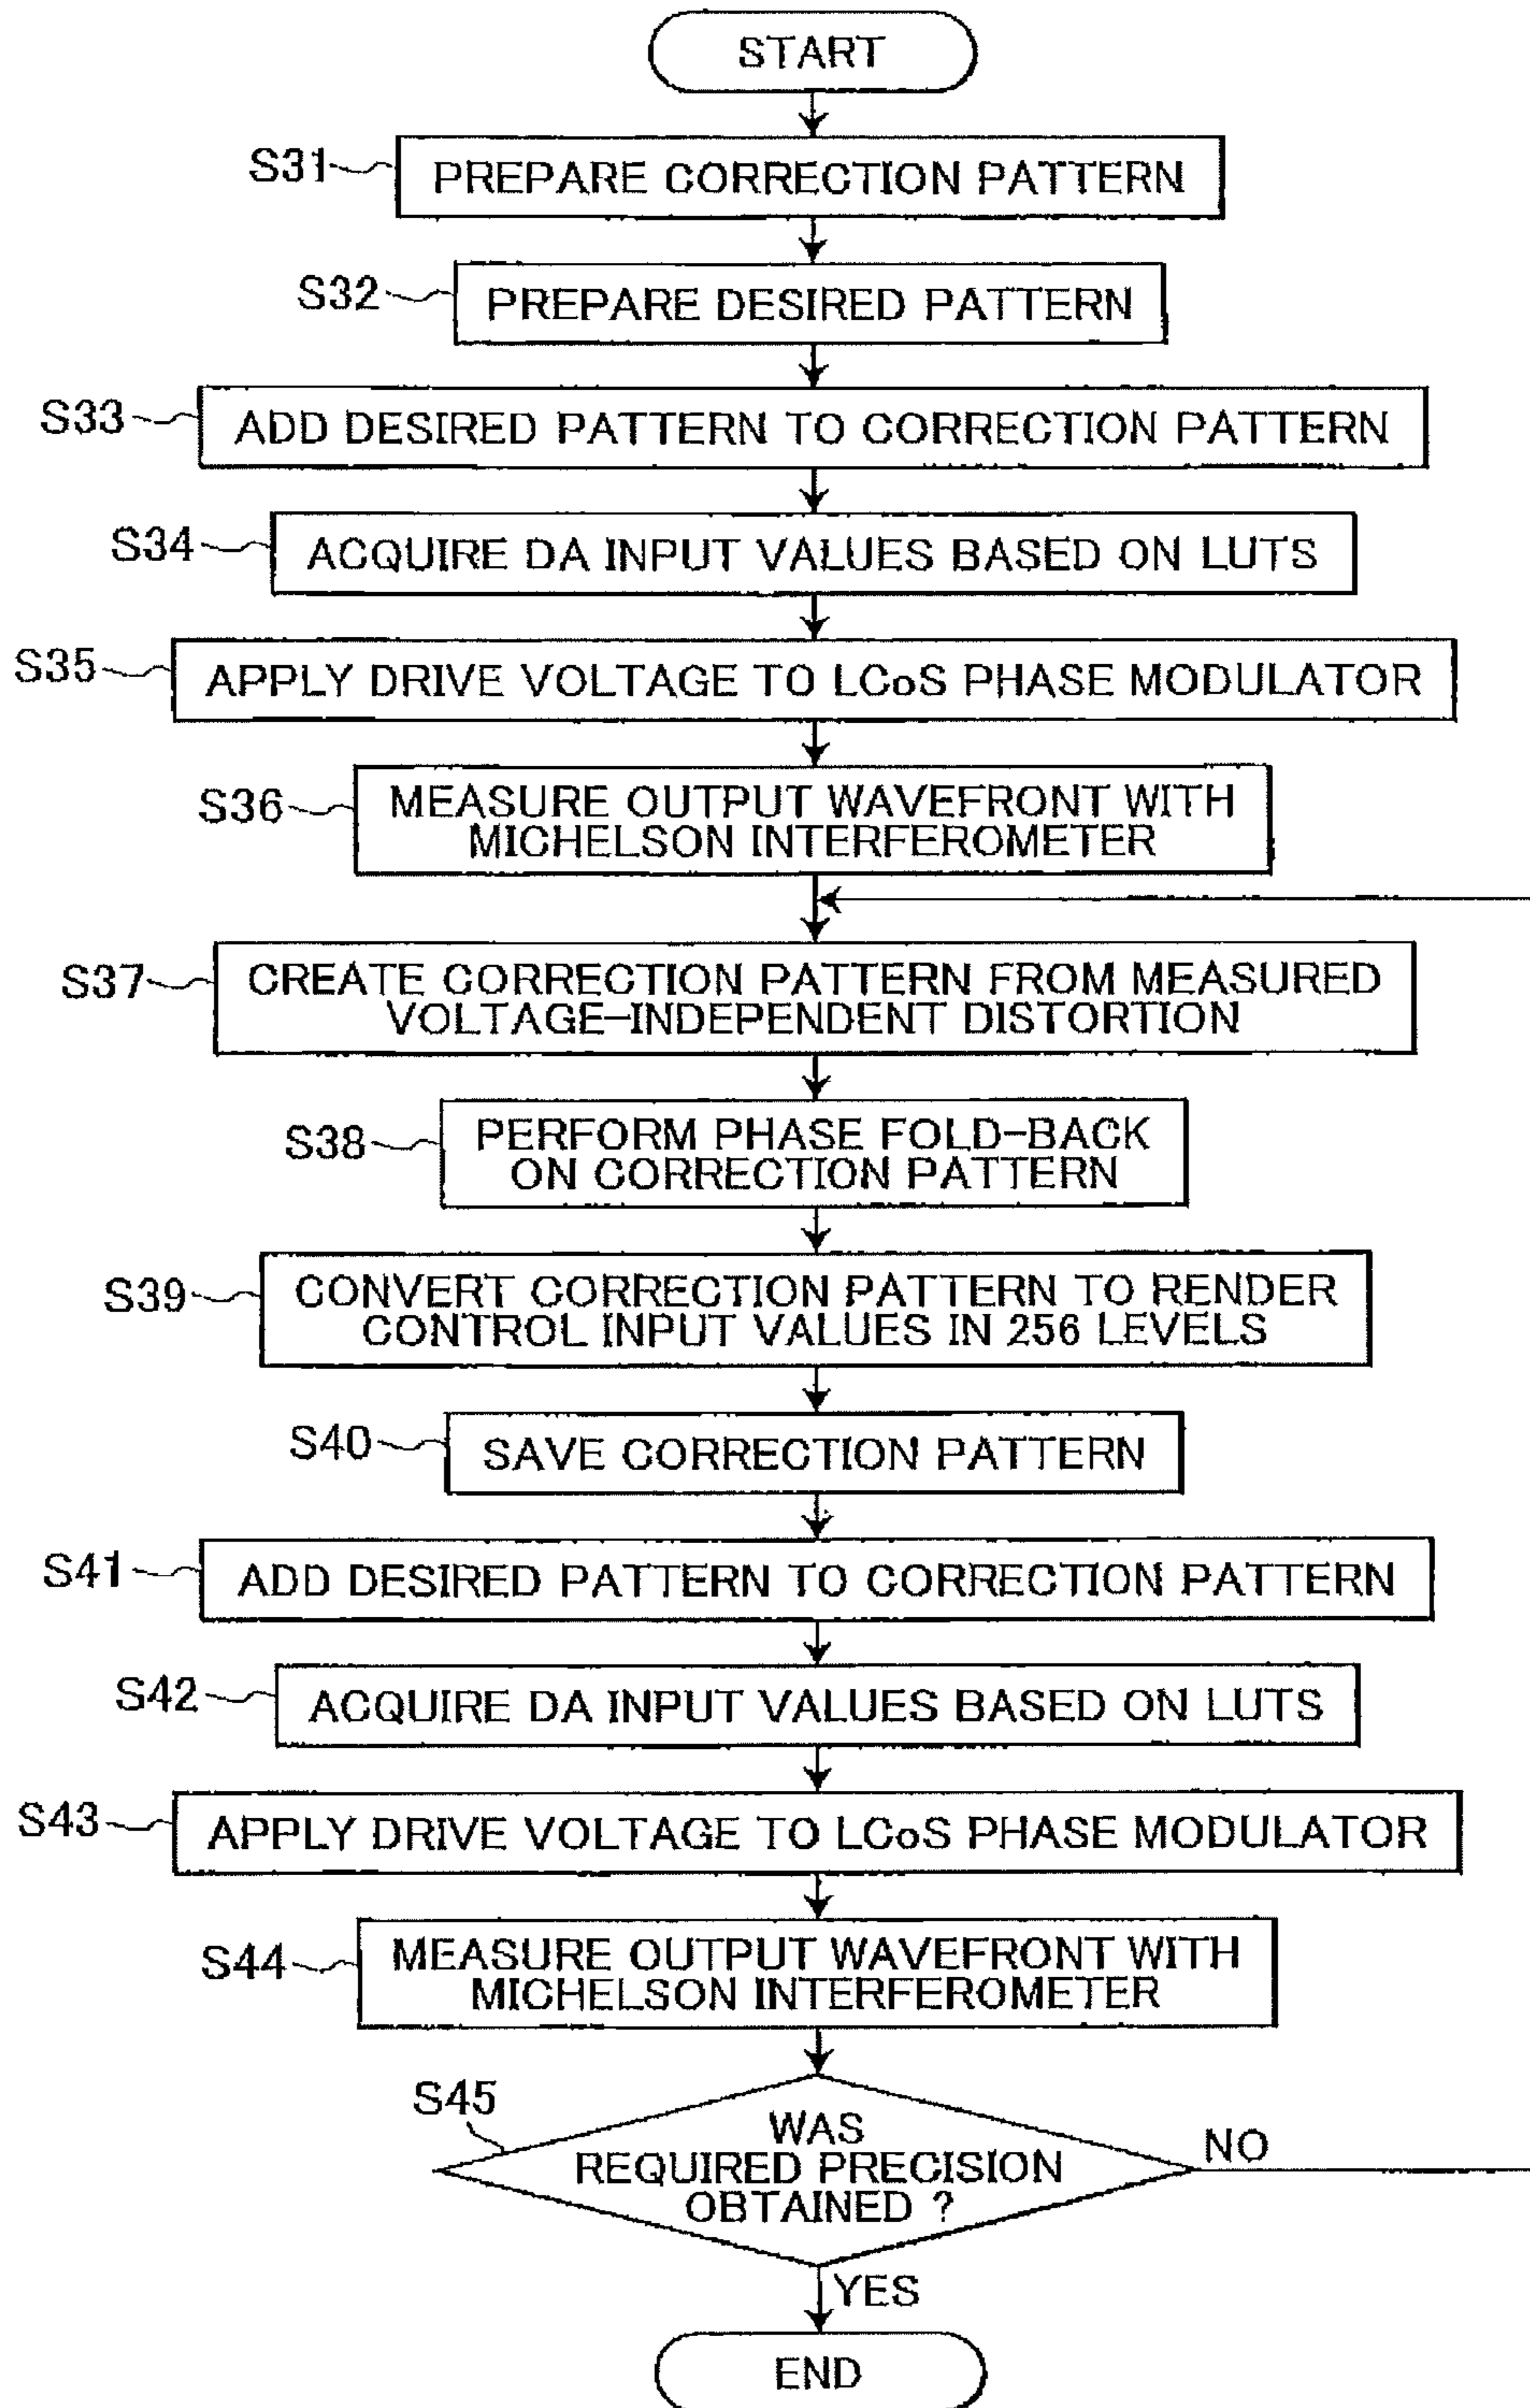 START
S31
PREPARE CORRECTION PATTERN
S32
PREPARE DESIRED PATTERN
S33
ADD DESIRED PATTERN TO CORRECTION PATTERN
S34
ACQUIRE DA INPUT VALUES BASED ON LUTS
S35
APPLY DRIVE VOLTAGE TO LCoS PHASE MODULATOR
S36
MEASURE OUTPUT WAVEFRONT WITH
MICHELSON INTERFEROMETER
S37
CREATE CORRECTION PATTERN FROM MEASURED
VOLTAGE-INDEPENDENT DISTORTION
S38
PERFORM PHASE FOLD-BACK
ON CORRECTION PATTERN
S39
CONVERT CORRECTION PATTERN TO RENDER
CONTROL INPUT VALUES IN 256 LEVELS
S40
SAVE CORRECTION PATTERN
S41
ADD DESIRED PATTERN TO CORRECTION PATTERN
S42
ACQUIRE DA INPUT VALUES BASED ON LUTS
S43
APPLY DRIVE VOLTAGE TO LCoS PHASE MODULATOR
S44
MEASURE OUTPUT WAVEFRONT WITH
MICHELSON INTERFEROMETER
S45
WAS
REQUIRED PRECISION
OBTAINED ?
NO
YES
END